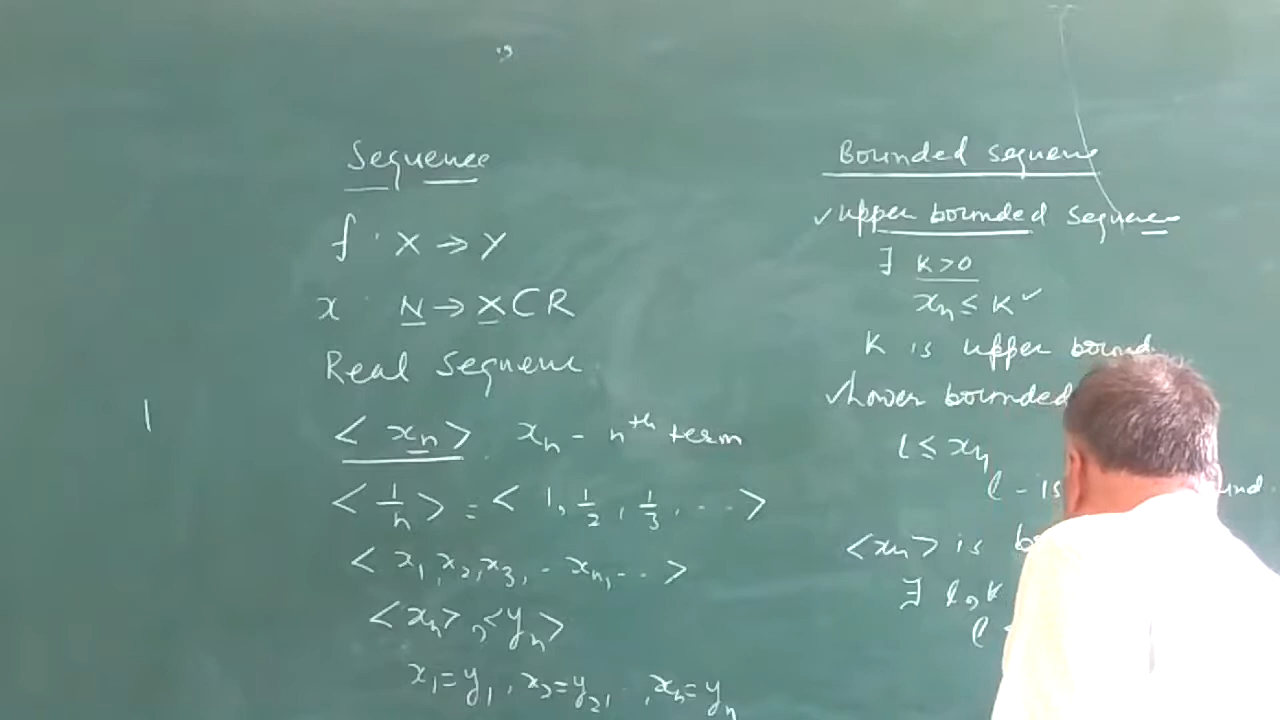 Sequence
f : X → Y
x : N → X ⊂ R
Real Sequence
< xₙ > . xₙ - nᵗʰ term
< 1/n > = < 1, 1/2, 1/3, ... >
< x₁, x₂, x₃, - xₙ, -.. >
< xₙ > , < yₙ >
x₁ = y₁, x₂ = y₂, . , xₙ = yₙ
Bounded sequence
✓ upper bounded sequence
∃ K > 0
xₙ ≤ K ✓
K is upper bound.
✓ Lower bounded
l ≤ xₙ
l - is
< xₙ > is
∃ l, K
l